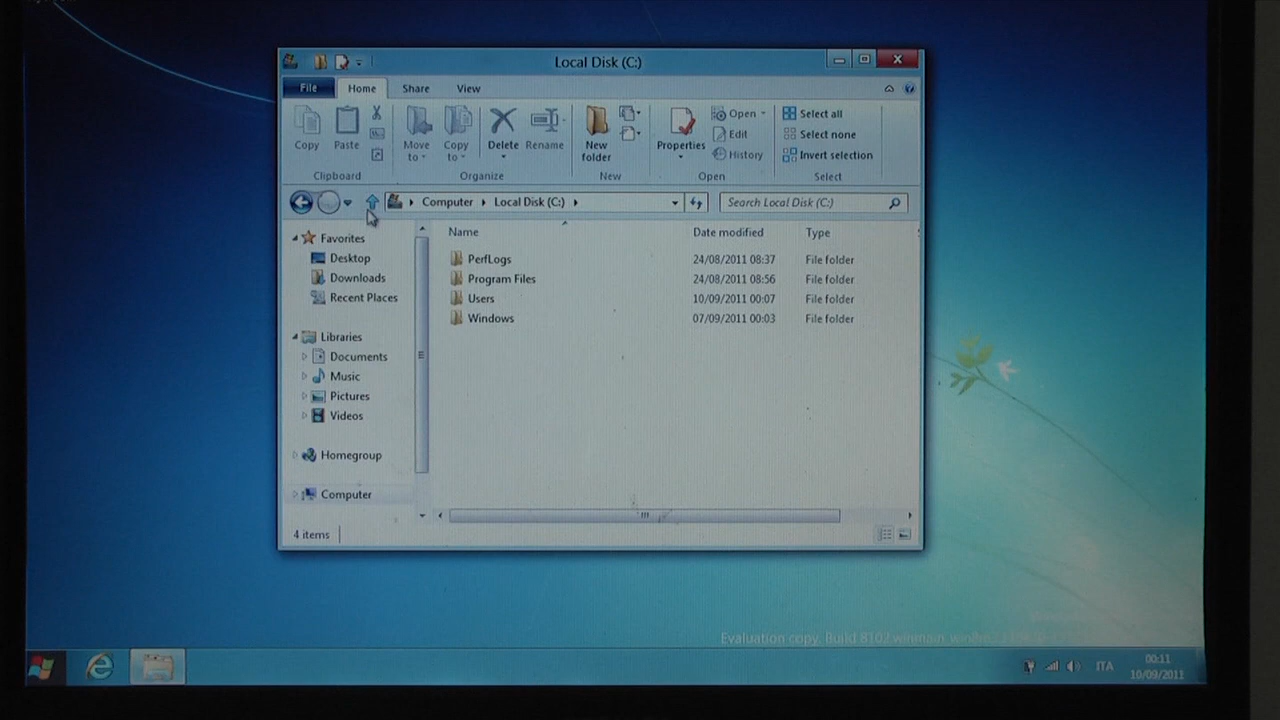 Local Disk (C:)
File Home Share View
Copy Paste Move to Copy to Delete Rename New folder Properties Open Edit History Select all Select none Invert selection
Clipboard Organize New Open Select
Computer Local Disk (C:) Search Local Disk (C:)
Favorites
Desktop
Downloads
Recent Places
Libraries
Documents
Music
Pictures
Videos
Homegroup
Computer
Name Date modified Type
PerfLogs 24/08/2011 08:37 File folder
Program Files 24/08/2011 08:56 File folder
Users 10/09/2011 00:07 File folder
Windows 07/09/2011 00:03 File folder
4 items
Evaluation copy. Build 8102
ITA
00:11
10/09/2011